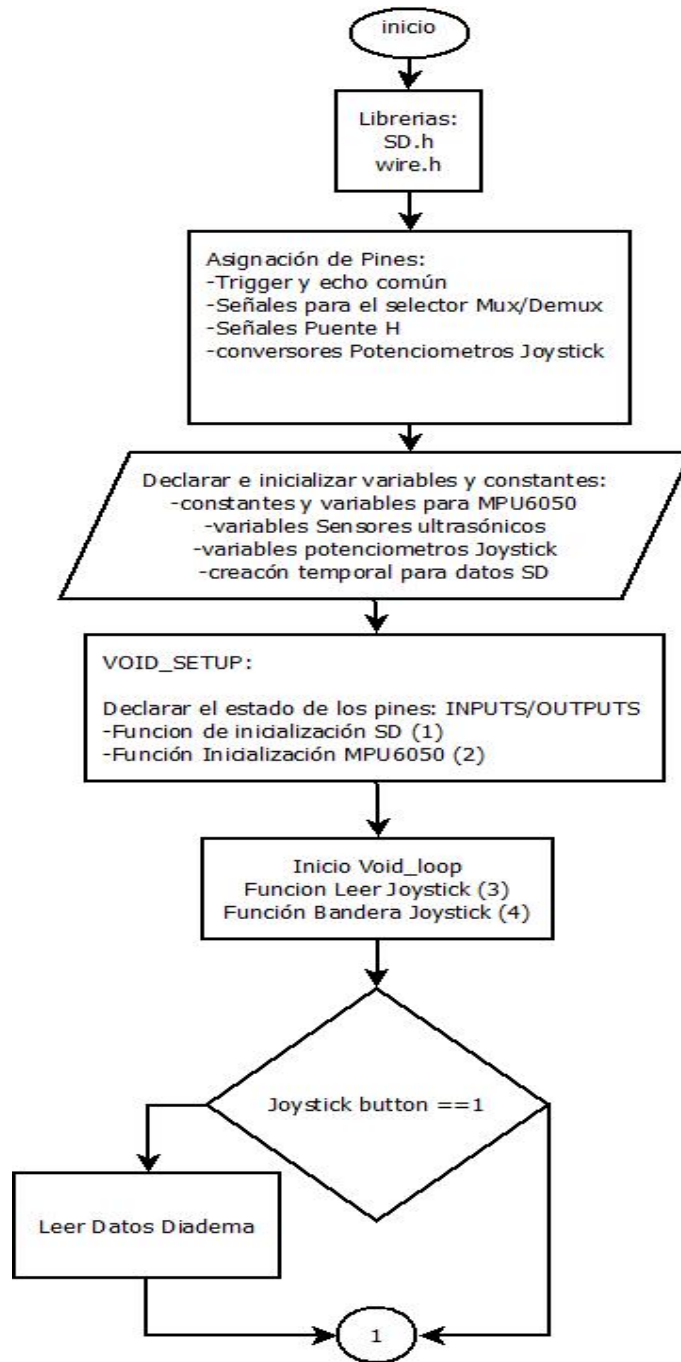 inicio
Librerias:
SD.h
wire.h
Asignación de Pines:
-Trigger y echo común
-Señales para el selector Mux/Demux
-Señales Puente H
-conversores Potenciometros Joystick
Declarar e inicializar variables y constantes:
-constantes y variables para MPU6050
-variables Sensores ultrasónicos
-variables potenciometros Joystick
-creacón temporal para datos SD
VOID_SETUP:
Declarar el estado de los pines: INPUTS/OUTPUTS
-Funcion de inicialización SD (1)
-Función Inicialización MPU6050 (2)
Inicio Void_loop
Funcion Leer Joystick (3)
Función Bandera Joystick (4)
Joystick button ==1
Leer Datos Diadema
1